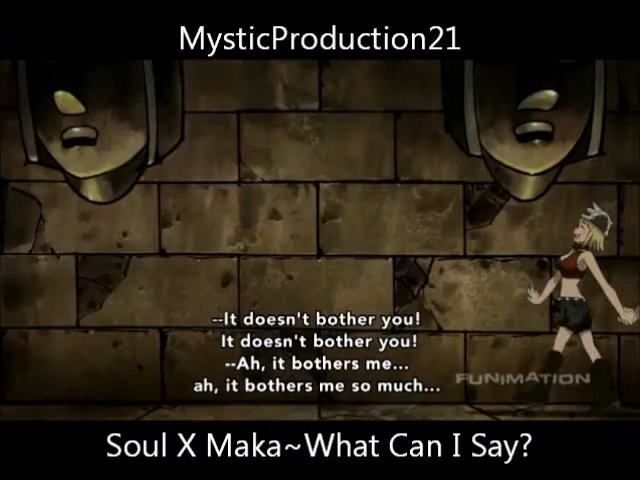 MysticProduction21
--It doesn't bother you!
It doesn't bother you!
--Ah, it bothers me...
ah, it bothers me so much...
FUNIMATION
Soul X Maka~What Can I Say?